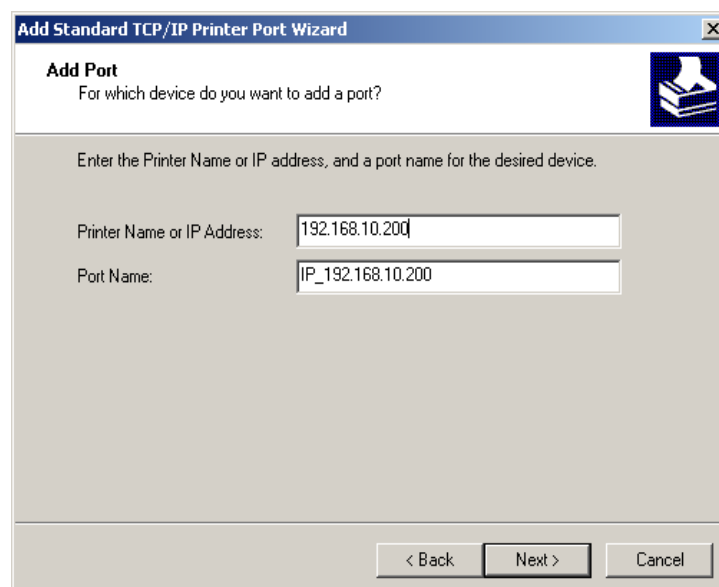 Add Standard TCP/IP Printer Port Wizard
Add Port
For which device do you want to add a port?
Enter the Printer Name or IP address, and a port name for the desired device.
Printer Name or IP Address: 192.168.10.200
Port Name: IP_192.168.10.200
< Back Next > Cancel